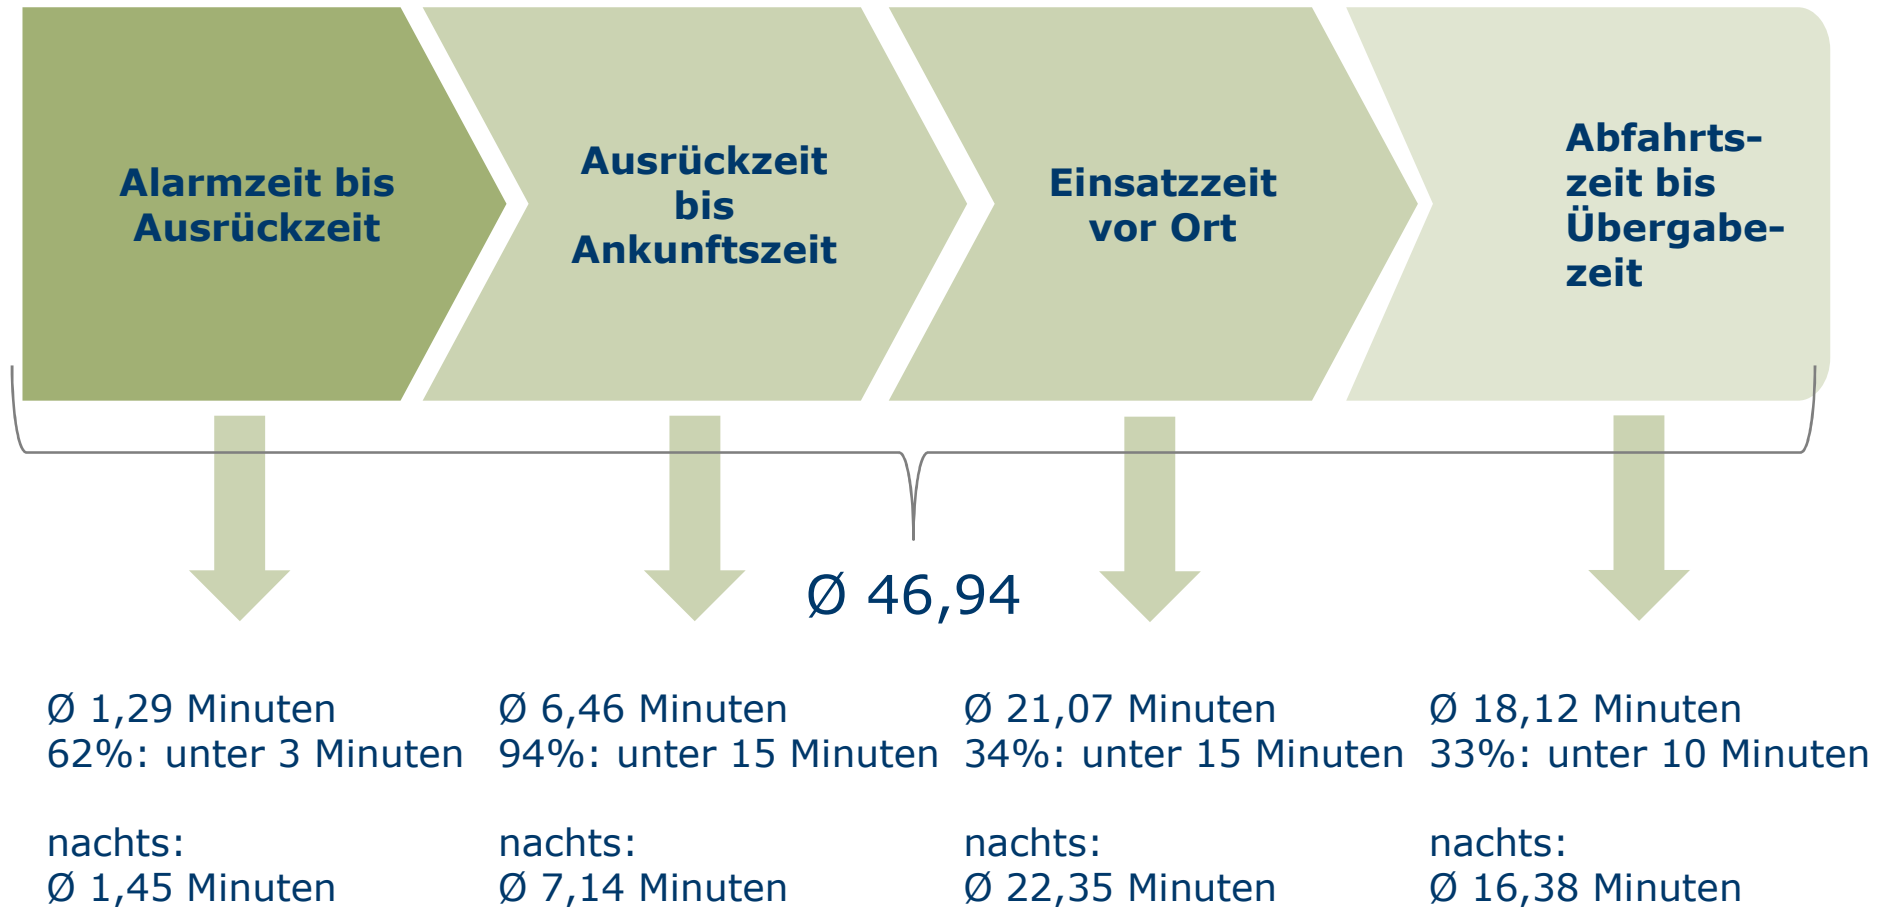 Alarmzeit bis
Ausrückzeit
Ausrückzeit
bis
Ankunftszeit
Einsatzzeit
vor Ort
Abfahrts-
zeit bis
Übergabe-
zeit
Ø 46,94
Ø 1,29 Minuten
62%: unter 3 Minuten
nachts:
Ø 1,45 Minuten
Ø 6,46 Minuten
94%: unter 15 Minuten
nachts:
Ø 7,14 Minuten
Ø 21,07 Minuten
34%: unter 15 Minuten
nachts:
Ø 22,35 Minuten
Ø 18,12 Minuten
33%: unter 10 Minuten
nachts:
Ø 16,38 Minuten